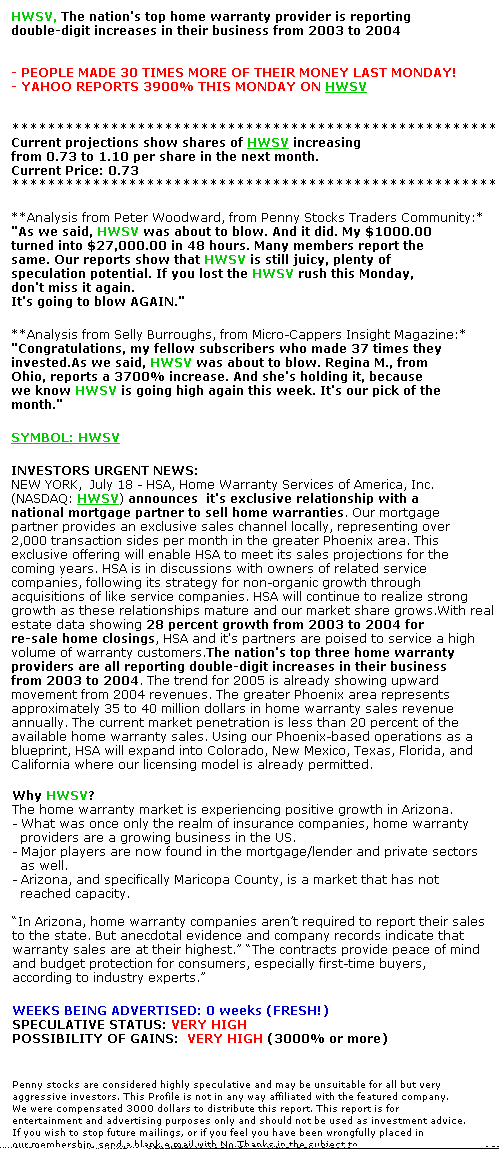 HWSV, The nation's top home warranty provider is reporting
double-digit increases in their business from 2003 to 2004
- PEOPLE MADE 30 TIMES MORE OF THEIR MONEY LAST MONDAY!
- YAHOO REPORTS 3900% THIS MONDAY ON HWSV
******************************************************
Current projections show shares of HWSV increasing
from 0.73 to 1.10 per share in the next month.
Current Price: 0.73
******************************************************
**Analysis from Peter Woodward, from Penny Stocks Traders Community:*
"As we said, HWSV was about to blow. And it did. My $1000.00
turned into $27,000.00 in 48 hours. Many members report the
same. Our reports show that HWSV is still juicy, plenty of
speculation potential. If you lost the HWSV rush this Monday,
don't miss it again.
It's going to blow AGAIN."
**Analysis from Selly Burroughs, from Micro-Cappers Insight Magazine:*
"Congratulations, my fellow subscribers who made 37 times they
invested.As we said, HWSV was about to blow. Regina M., from
Ohio, reports a 3700% increase. And she's holding it, because
we know HWSV is going high again this week. It's our pick of the
month."
SYMBOL: HWSV
INVESTORS URGENT NEWS:
NEW YORK,  July 18 - HSA, Home Warranty Services of America, Inc.
(NASDAQ: HWSV) announces  it's exclusive relationship with a
national mortgage partner to sell home warranties. Our mortgage
partner provides an exclusive sales channel locally, representing over
2,000 transaction sides per month in the greater Phoenix area. This
exclusive offering will enable HSA to meet its sales projections for the
coming years. HSA is in discussions with owners of related service
companies, following its strategy for non-organic growth through
acquisitions of like service companies. HSA will continue to realize strong
growth as these relationships mature and our market share grows.With real
estate data showing 28 percent growth from 2003 to 2004 for
re-sale home closings, HSA and it's partners are poised to service a high
volume of warranty customers.The nation's top three home warranty
providers are all reporting double-digit increases in their business
from 2003 to 2004. The trend for 2005 is already showing upward
movement from 2004 revenues. The greater Phoenix area represents
approximately 35 to 40 million dollars in home warranty sales revenue
annually. The current market penetration is less than 20 percent of the
available home warranty sales. Using our Phoenix-based operations as a
blueprint, HSA will expand into Colorado, New Mexico, Texas, Florida, and
California where our licensing model is already permitted.
Why HWSV?
The home warranty market is experiencing positive growth in Arizona.
- What was once only the realm of insurance companies, home warranty
providers are a growing business in the US.
- Major players are now found in the mortgage/lender and private sectors
as well.
- Arizona, and specifically Maricopa County, is a market that has not
reached capacity.
“In Arizona, home warranty companies aren’t required to report their sales
to the state. But anecdotal evidence and company records indicate that
warranty sales are at their highest.” “The contracts provide peace of mind
and budget protection for consumers, especially first-time buyers,
according to industry experts.”
WEEKS BEING ADVERTISED: 0 weeks (FRESH!)
SPECULATIVE STATUS: VERY HIGH
POSSIBILITY OF GAINS:  VERY HIGH (3000% or more)
Penny stocks are considered highly speculative and may be unsuitable for all but very
aggressive investors. This Profile is not in any way affiliated with the featured company.
We were compensated 3000 dollars to distribute this report. This report is for
entertainment and advertising purposes only and should not be used as investment advice.
If you wish to stop future mailings, or if you feel you have been wrongfully placed in
our membership, send a blank e mail with No Thanks in the subject to